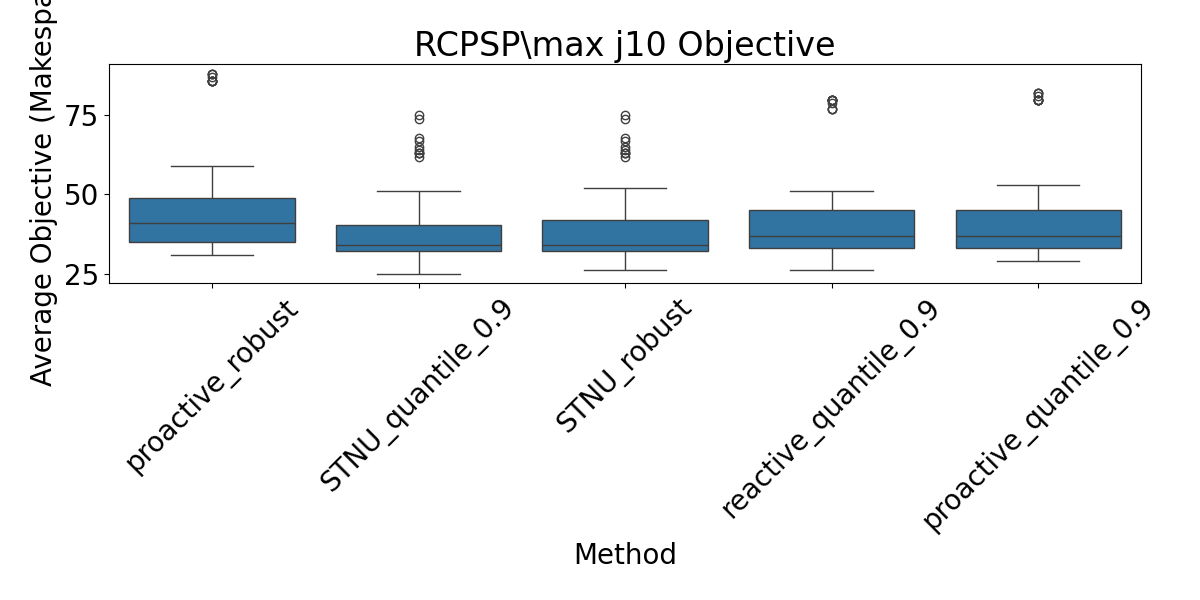 RCPSP\max j10 Objective
Average Objective (Makespa
75
50
25
proactive_robust
STNU_quantile_0.9
STNU_robust
reactive_quantile_0.9
proactive_quantile_0.9
Method